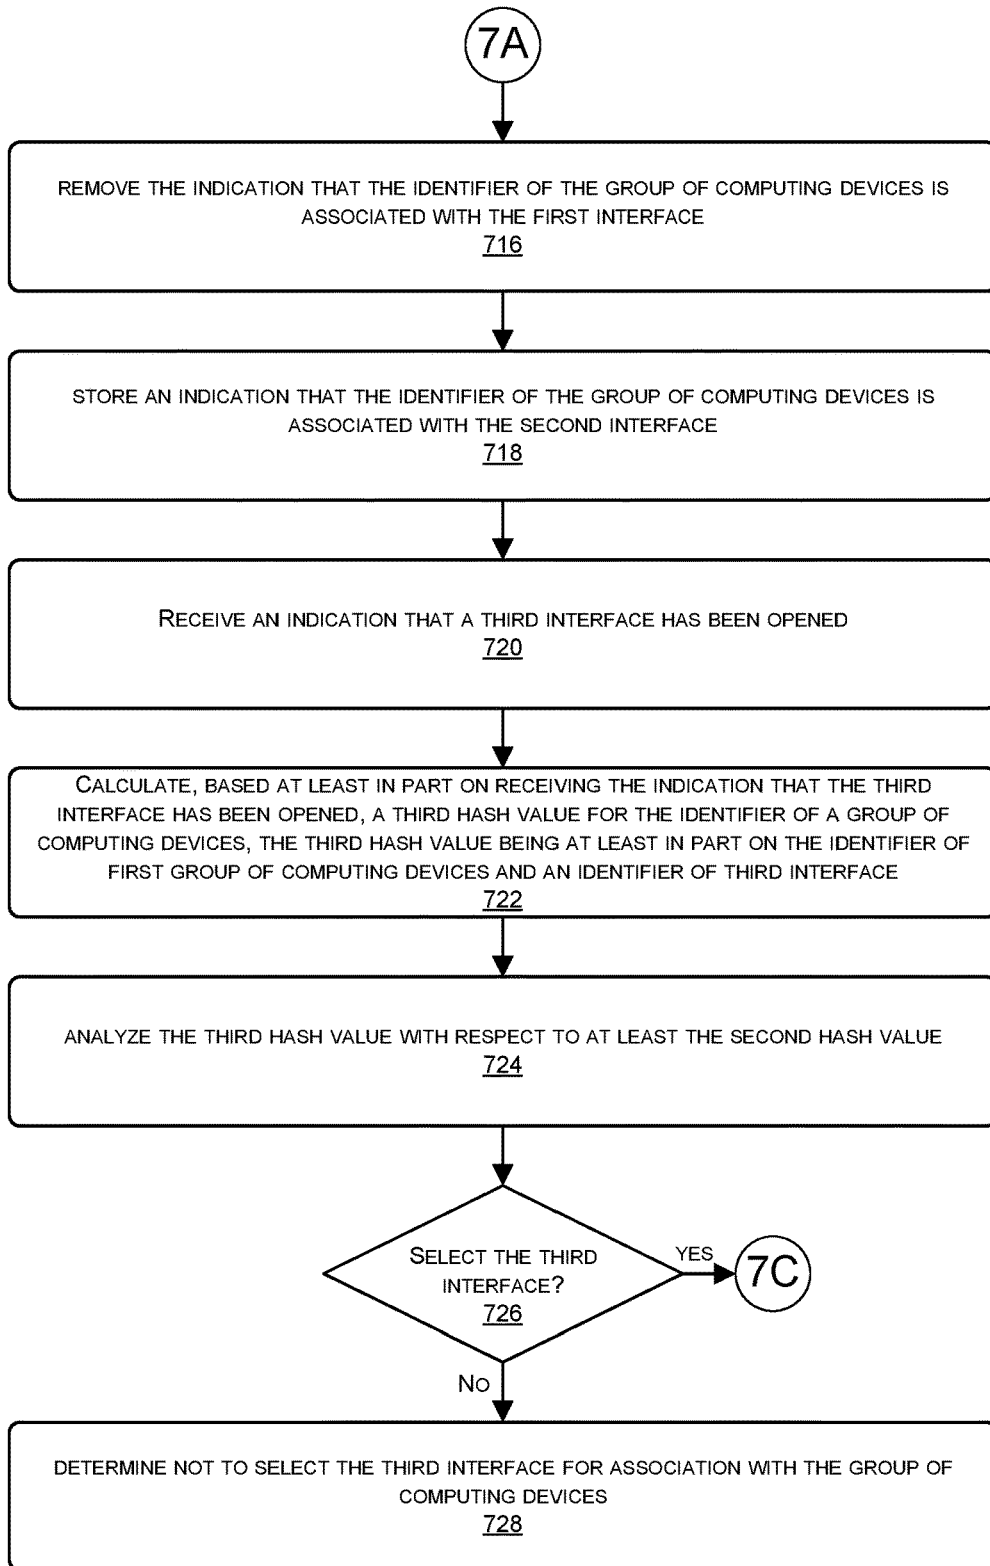 7A
REMOVE THE INDICATION THAT THE IDENTIFIER OF THE GROUP OF COMPUTING DEVICES IS
ASSOCIATED WITH THE FIRST INTERFACE
716
STORE AN INDICATION THAT THE IDENTIFIER OF THE GROUP OF COMPUTING DEVICES IS
ASSOCIATED WITH THE SECOND INTERFACE
718
RECEIVE AN INDICATION THAT A THIRD INTERFACE HAS BEEN OPENED
720
CALCULATE, BASED AT LEAST IN PART ON RECEIVING THE INDICATION THAT THE THIRD
INTERFACE HAS BEEN OPENED, A THIRD HASH VALUE FOR THE IDENTIFIER OF A GROUP OF
COMPUTING DEVICES, THE THIRD HASH VALUE BEING AT LEAST IN PART ON THE IDENTIFIER OF
FIRST GROUP OF COMPUTING DEVICES AND AN IDENTIFIER OF THIRD INTERFACE
722
ANALYZE THE THIRD HASH VALUE WITH RESPECT TO AT LEAST THE SECOND HASH VALUE
724
SELECT THE THIRD
INTERFACE?
726
YES
7C
NO
DETERMINE NOT TO SELECT THE THIRD INTERFACE FOR ASSOCIATION WITH THE GROUP OF
COMPUTING DEVICES
728